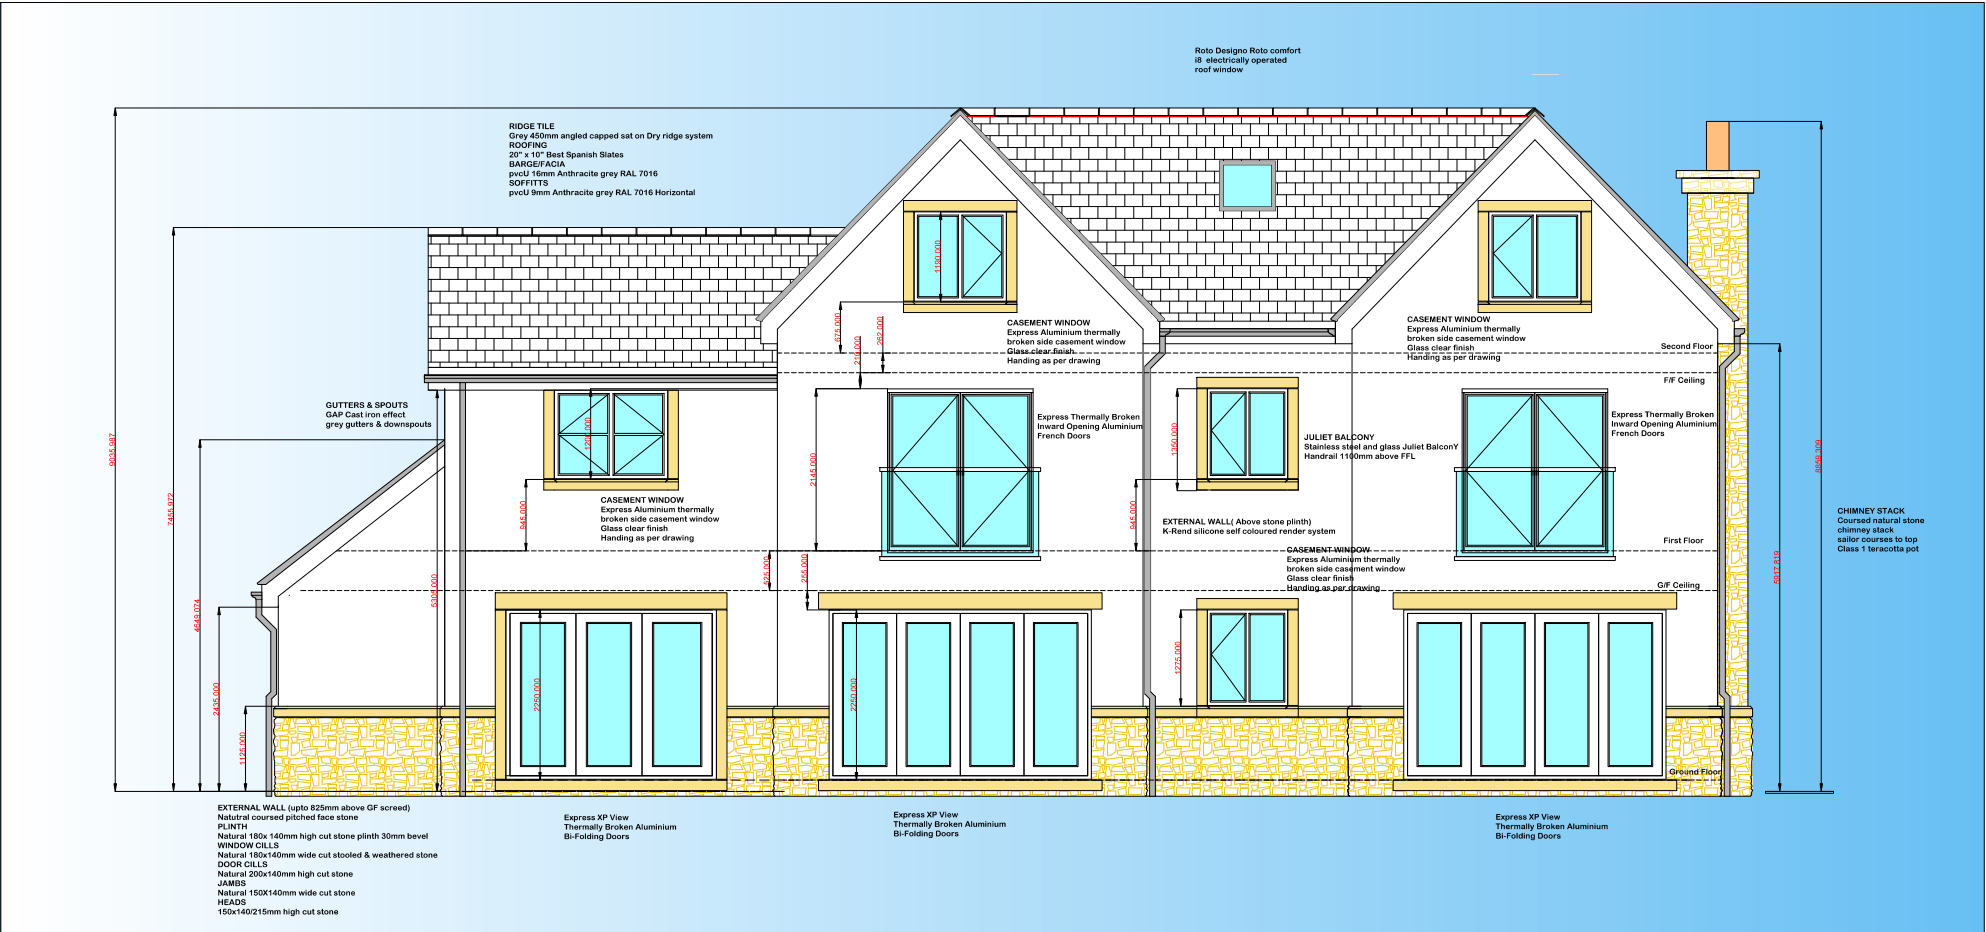 Roto Designo Roto comfort
i8 electrically operated
roof window
RIDGE TILE
Grey 450mm angled capped sat on Dry ridge system
ROOFING
20" x 10" Best Spanish Slates
BARGE/FACIA
pvcU 16mm Anthracite grey RAL 7016
SOFFITTS
pvcU 9mm Anthracite grey RAL 7016 Horizontal
1190.000
675.000
262.000
210.000
CASEMENT WINDOW
Express Aluminium thermally
broken side casement window
Glass clear finish
Handing as per drawing
CASEMENT WINDOW
Express Aluminium thermally
broken side casement window
Glass clear finish
Handing as per drawing
Second Floor
F/F Ceiling
GUTTERS & SPOUTS
GAP Cast iron effect
grey gutters & downspouts
9035.987
7455.972
4649.074
2435.000
1125.000
5305.000
1200.000
945.000
CASEMENT WINDOW
Express Aluminium thermally
broken side casement window
Glass clear finish
Handing as per drawing
2145.000
525.000
255.000
Express Thermally Broken
Inward Opening Aluminium
French Doors
1350.000
945.000
JULIET BALCONY
Stainless steel and glass Juliet BalconY
Handrail 1100mm above FFL
Express Thermally Broken
Inward Opening Aluminium
French Doors
EXTERNAL WALL( Above stone plinth)
K-Rend silicone self coloured render system
CASEMENT WINDOW
Express Aluminium thermally
broken side casement window
Glass clear finish
Handing as per drawing
First Floor
G/F Ceiling
8859.309
5917.819
CHIMNEY STACK
Coursed natural stone
chimney stack
sailor courses to top
Class 1 teracotta pot
2250.000
2250.000
1275.000
Ground Floor
EXTERNAL WALL (upto 825mm above GF screed)
Natutral coursed pitched face stone
PLINTH
Natural 180x 140mm high cut stone plinth 30mm bevel
WINDOW CILLS
Natural 180x140mm wide cut stooled & weathered stone
DOOR CILLS
Natural 200x140mm high cut stone
JAMBS
Natural 150X140mm wide cut stone
HEADS
150x140/215mm high cut stone
Express XP View
Thermally Broken Aluminium
Bi-Folding Doors
Express XP View
Thermally Broken Aluminium
Bi-Folding Doors
Express XP View
Thermally Broken Aluminium
Bi-Folding Doors